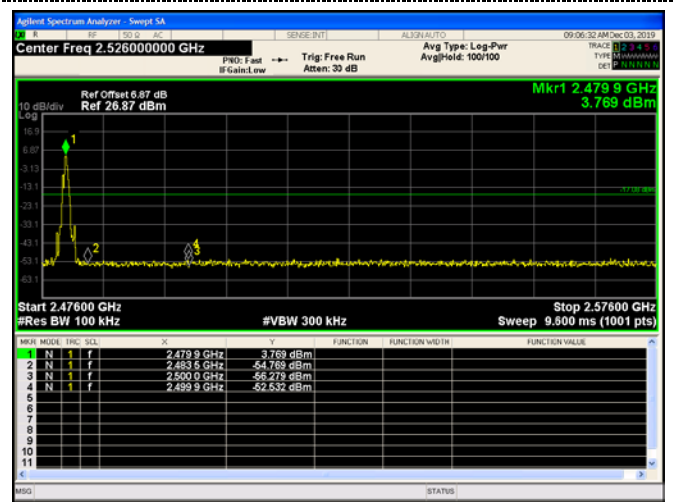 Agilent Spectrum Analyzer - Swept SA
R RF 50 Ω AC SENSE:INT ALIGNAUTO 09:06:32 AM Dec 03, 2019
Center Freq 2.526000000 GHz
PNO: Fast Trig: Free Run
IFGain:Low Atten: 30 dB
Avg Type: Log-Pwr
Avg|Hold: 100/100
TRACE 1 2 3 4 5 6
TYPE
DET P N N N N N
Ref Offset 6.87 dB
10 dB/div Ref 26.87 dBm
Log
Mkr1 2.479 9 GHz
3.769 dBm
16.9
6.87
-3.13
-13.1
-23.1
-33.1
-43.1
-53.1
-63.1
1
2
4
3
Start 2.47600 GHz Stop 2.57600 GHz
#Res BW 100 kHz #VBW 300 kHz Sweep 9.600 ms (1001 pts)
MKR MODE TRC SCL X Y FUNCTION FUNCTION WIDTH FUNCTION VALUE
1 N 1 f 2.479 9 GHz 3.769 dBm
2 N 1 f 2.483 5 GHz -54.769 dBm
3 N 1 f 2.500 0 GHz -56.279 dBm
4 N 1 f 2.499 9 GHz -52.532 dBm
5
6
7
8
9
10
11
MSG STATUS